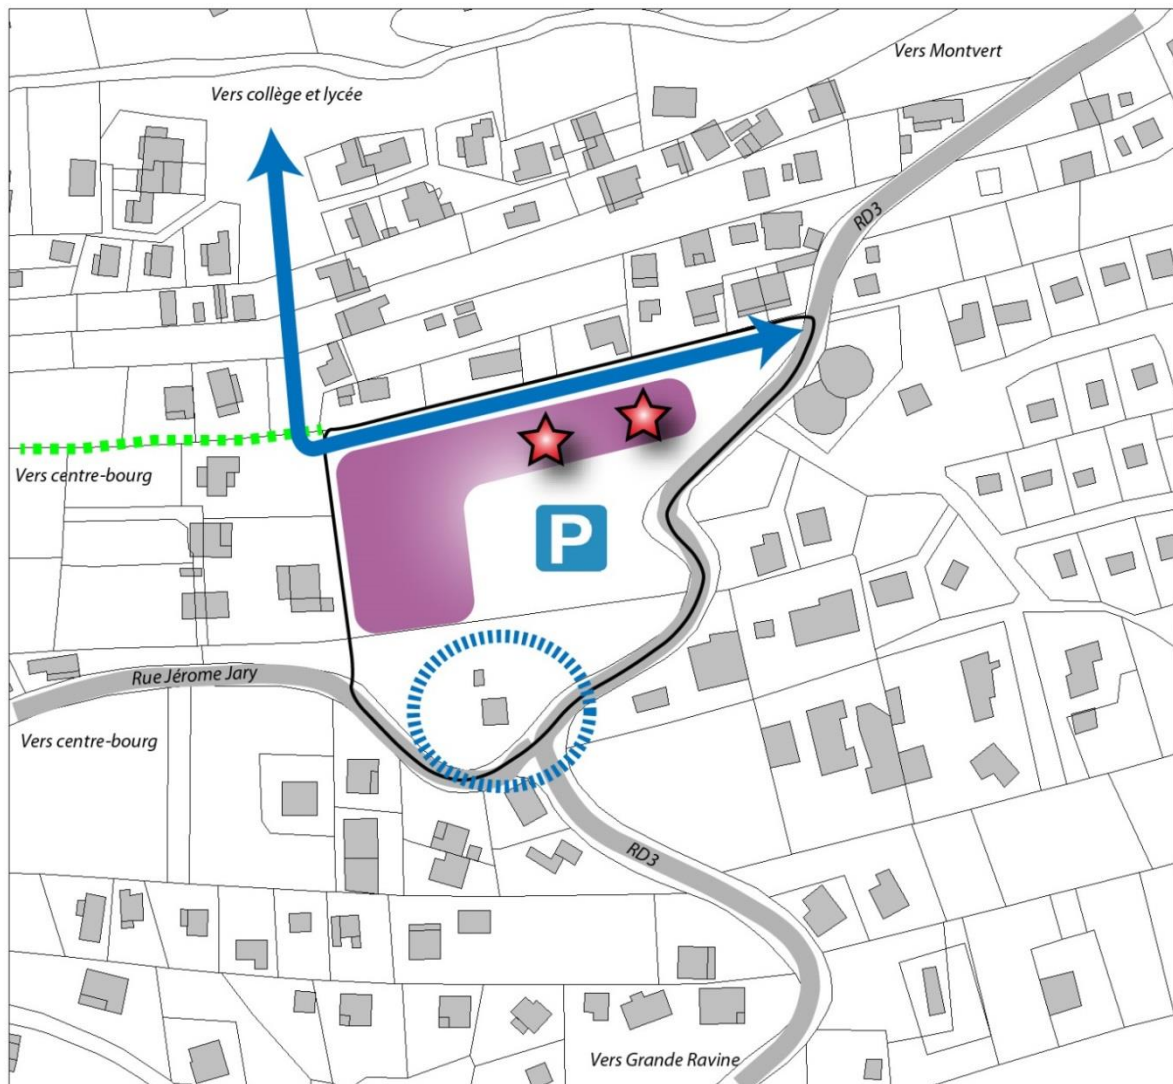 Vers Montvert
Vers collège et lycée
RD3
Vers centre-bourg
P
Rue Jérome Jary
Vers centre-bourg
RD3
Vers Grande Ravine